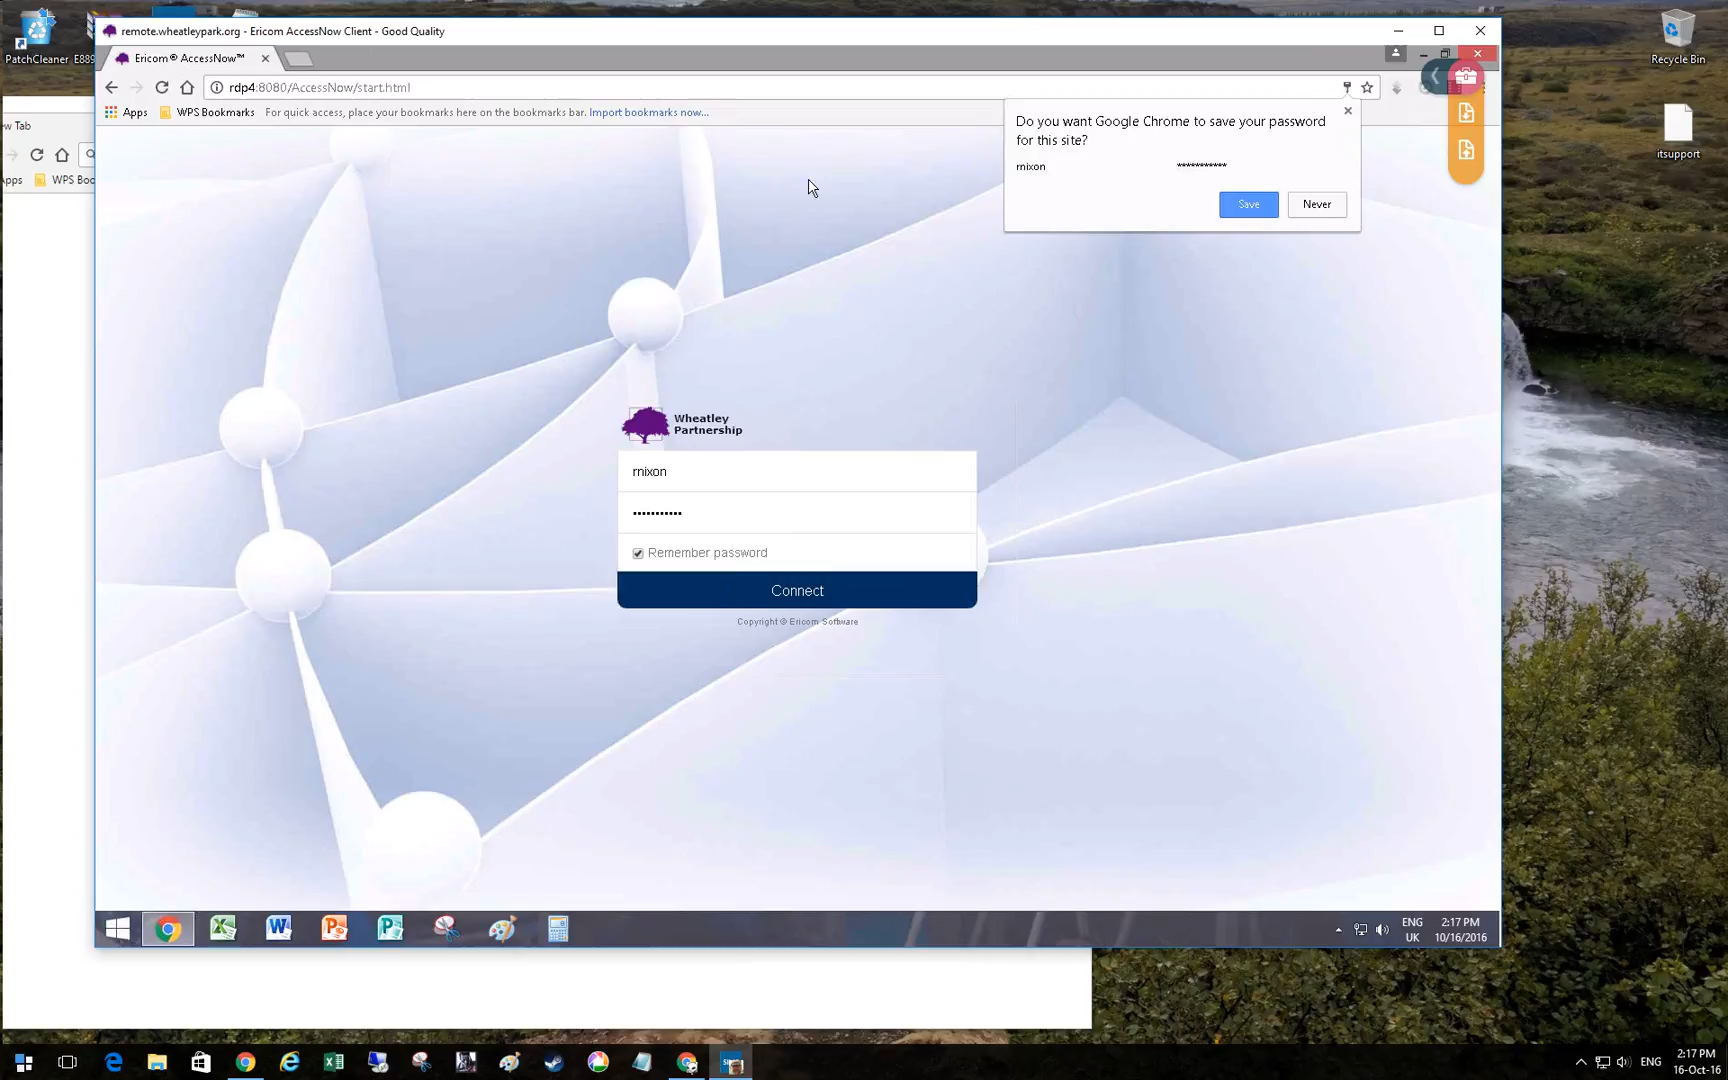 PatchCleaner E889
Recycle Bin
itsupport
remote.wheatleypark.org - Ericom AccessNow Client - Good Quality
Ericom® AccessNow™
rdp4:8080/AccessNow/start.html
Apps WPS Bookmarks For quick access, place your bookmarks here on the bookmarks bar. Import bookmarks now...
w Tab
pps WPS Boo
Do you want Google Chrome to save your password
for this site?
rnixon ***********
Save Never
Wheatley
Partnership
rnixon
•••••••••••
Remember password
Connect
Copyright © Ericom Software
ENG
UK
2:17 PM
10/16/2016
ENG
2:17 PM
16-Oct-16